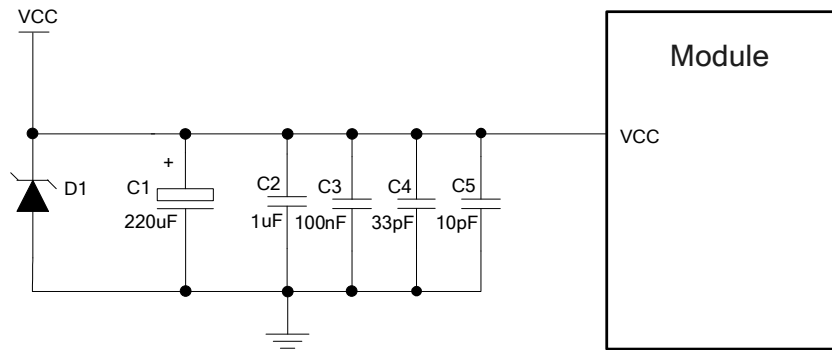 VCC
Module
VCC
+
D1
C1
220uF
C2
1uF
C3
100nF
C4
33pF
C5
10pF